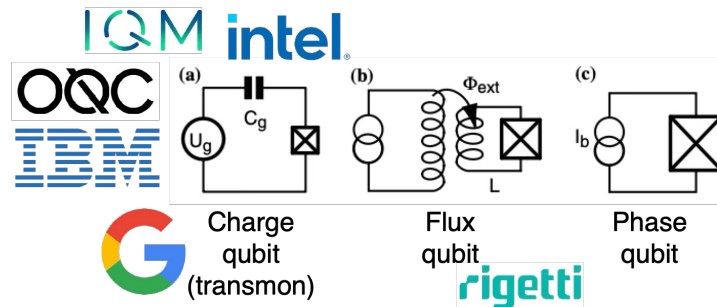 IQM intel.
(a) (b) (c)
OQC
IBM
Cg
Ug
Φext
L
Ib
G
Charge qubit (transmon)
Flux qubit
Phase qubit
rigetti